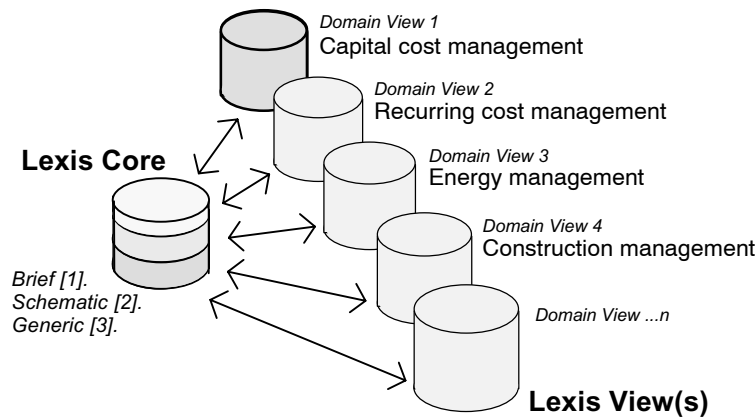 Domain View 1
Capital cost management
Domain View 2
Recurring cost management
Lexis Core
Domain View 3
Energy management
Domain View 4
Construction management
Brief [1].
Schematic [2].
Generic [3].
Domain View ...n
Lexis View(s)